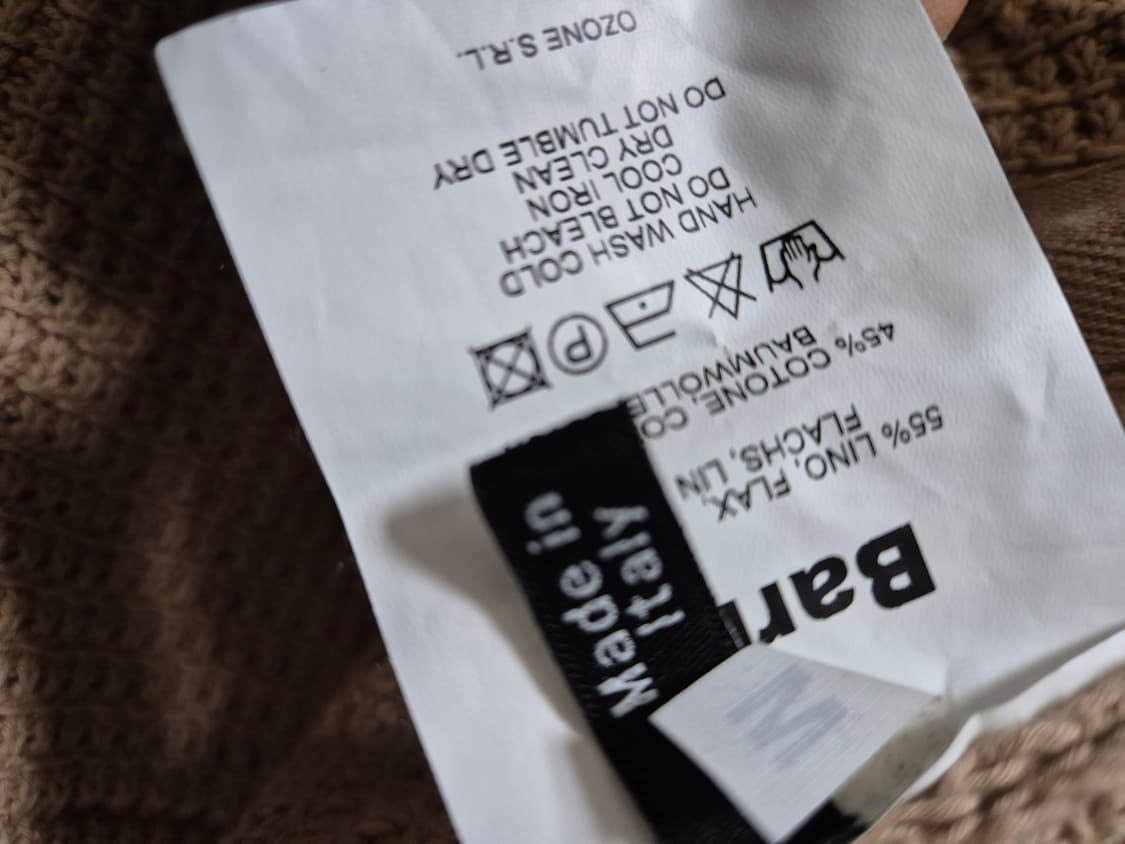 55% LINO, FLAX,
FLACHS, LIN
45% COTONE, CO
BAUMWOLLE
HAND WASH COLD
DO NOT BLEACH
COOL IRON
DRY CLEAN
DO NOT TUMBLE DRY
OZONE S.R.L.
Made in
Italy
M